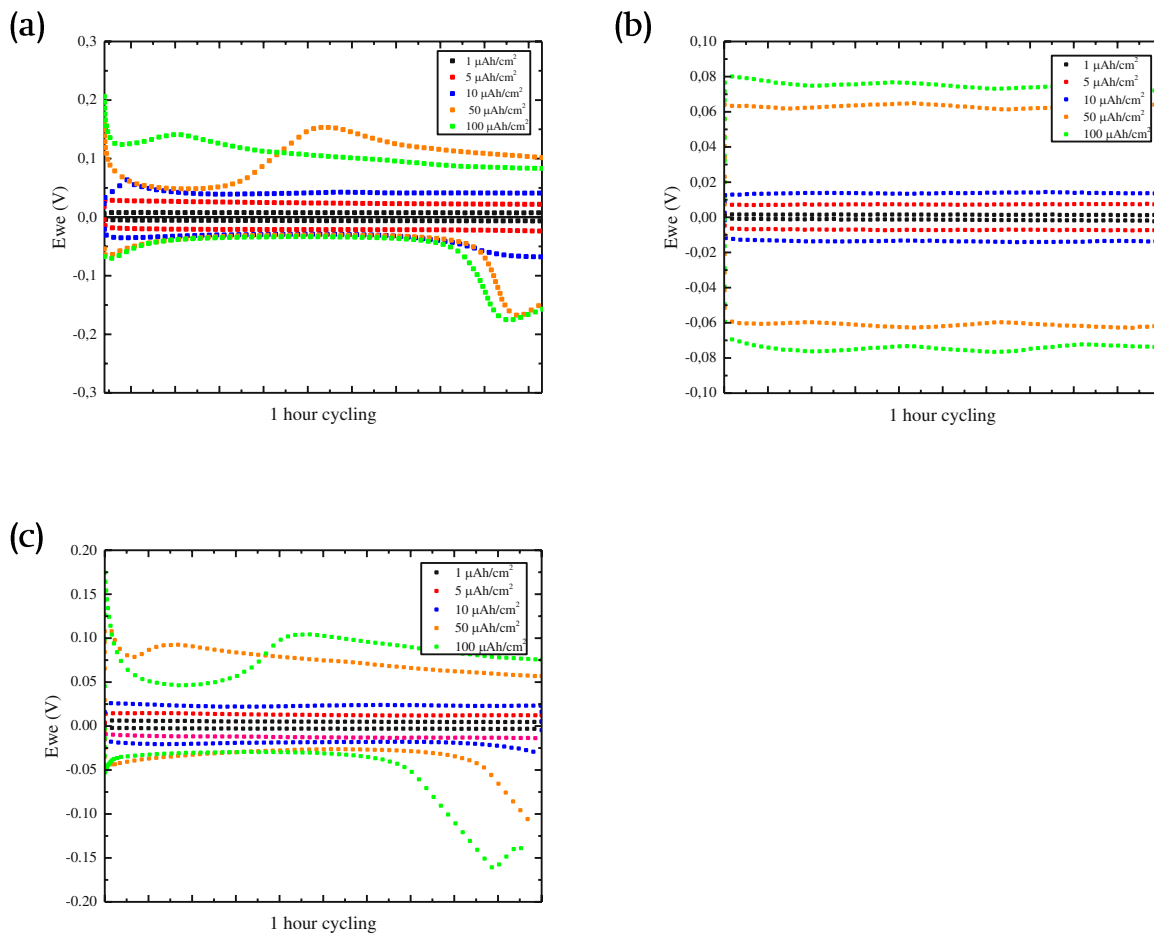 (a)
0,3
0,2
0,1
0,0
-0,1
-0,2
-0,3
Ewe (V)
1 hour cycling
1 μAh/cm²
5 μAh/cm²
10 μAh/cm²
50 μAh/cm²
100 μAh/cm²
(b)
0,10
0,08
0,06
0,04
0,02
0,00
-0,02
-0,04
-0,06
-0,08
-0,10
Ewe (V)
1 hour cycling
1 μAh/cm²
5 μAh/cm²
10 μAh/cm²
50 μAh/cm²
100 μAh/cm²
(c)
0.20
0.15
0.10
0.05
0.00
-0.05
-0.10
-0.15
-0.20
Ewe (V)
1 hour cycling
1 μAh/cm²
5 μAh/cm²
10 μAh/cm²
50 μAh/cm²
100 μAh/cm²